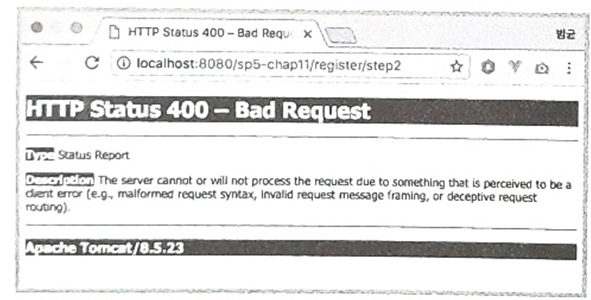 HTTP Status 400 – Bad Requ
범균
localhost:8080/sp5-chap11/register/step2
HTTP Status 400 – Bad Request
Type Status Report
Description The server cannot or will not process the request due to something that is perceived to be a
client error (e.g., malformed request syntax, invalid request message framing, or deceptive request
routing).
Apache Tomcat/8.5.23